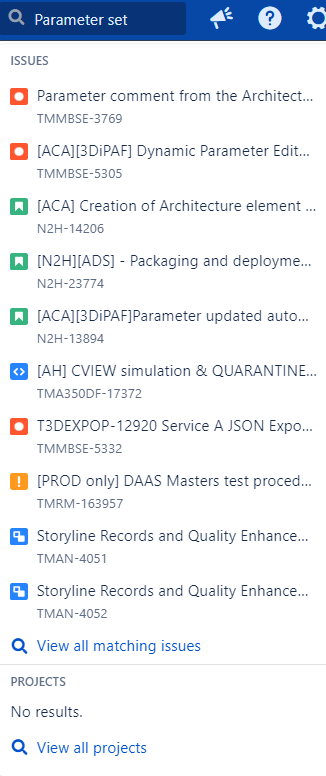 Parameter set
ISSUES
Parameter comment from the Architect...
TMMBSE-3769
[ACA][3DiPAF] Dynamic Parameter Edit...
TMMBSE-5305
[ACA] Creation of Architecture element ...
N2H-14206
[N2H][ADS] - Packaging and deployme...
N2H-23774
[ACA][3DiPAF]Parameter updated auto...
N2H-13894
[AH] CVIEW simulation & QUARANTINE...
TMA350DF-17372
T3DEXPOP-12920 Service A JSON Expo...
TMMBSE-5332
[PROD only] DAAS Masters test proced...
TMRM-163957
Storyline Records and Quality Enhance...
TMAN-4051
Storyline Records and Quality Enhance...
TMAN-4052
View all matching issues
PROJECTS
No results.
View all projects